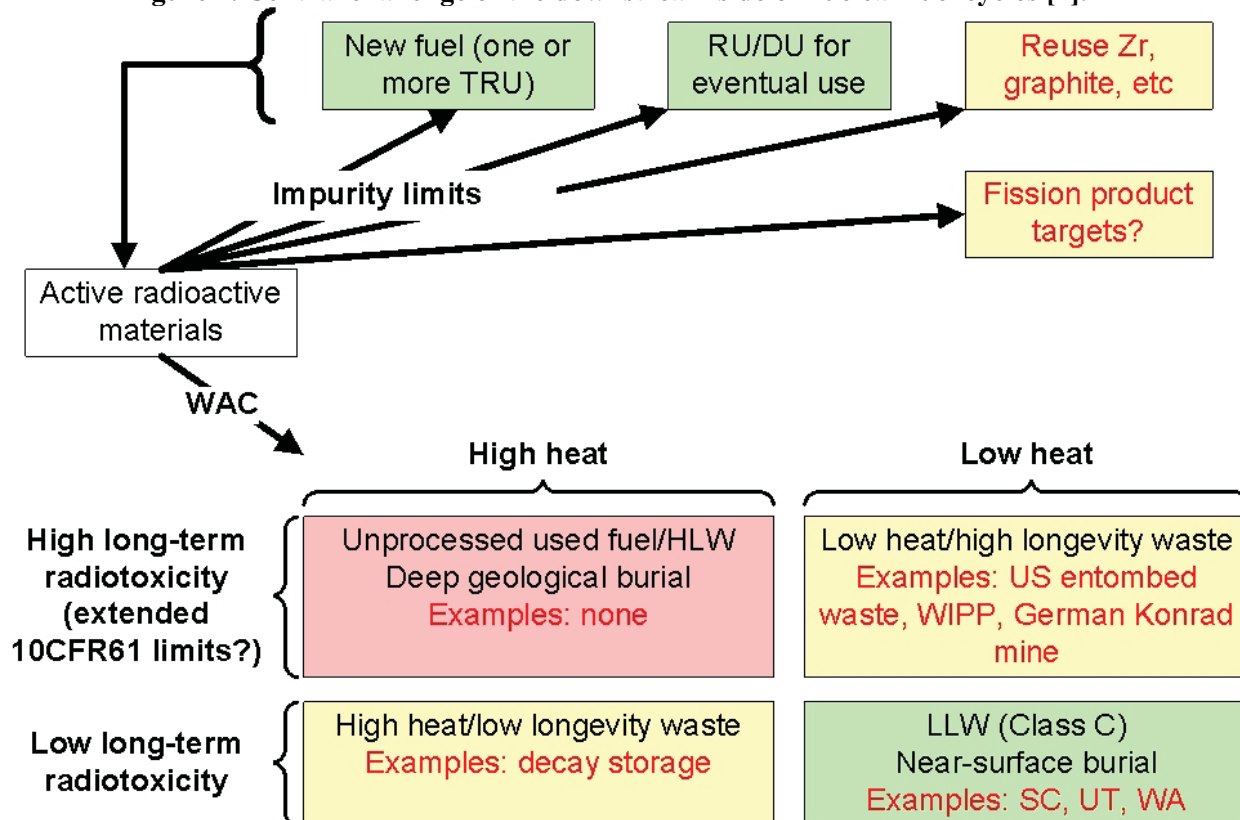 New fuel (one or
more TRU)
RU/DU for
eventual use
Reuse Zr,
graphite, etc
Impurity limits
Fission product
targets?
Active radioactive
materials
WAC
High heat
Low heat
High long-term
radiotoxicity
(extended
10CFR61 limits?)
Unprocessed used fuel/HLW
Deep geological burial
Examples: none
Low heat/high longevity waste
Examples: US entombed
waste, WIPP, German Konrad
mine
Low long-term
radiotoxicity
High heat/low longevity waste
Examples: decay storage
LLW (Class C)
Near-surface burial
Examples: SC, UT, WA